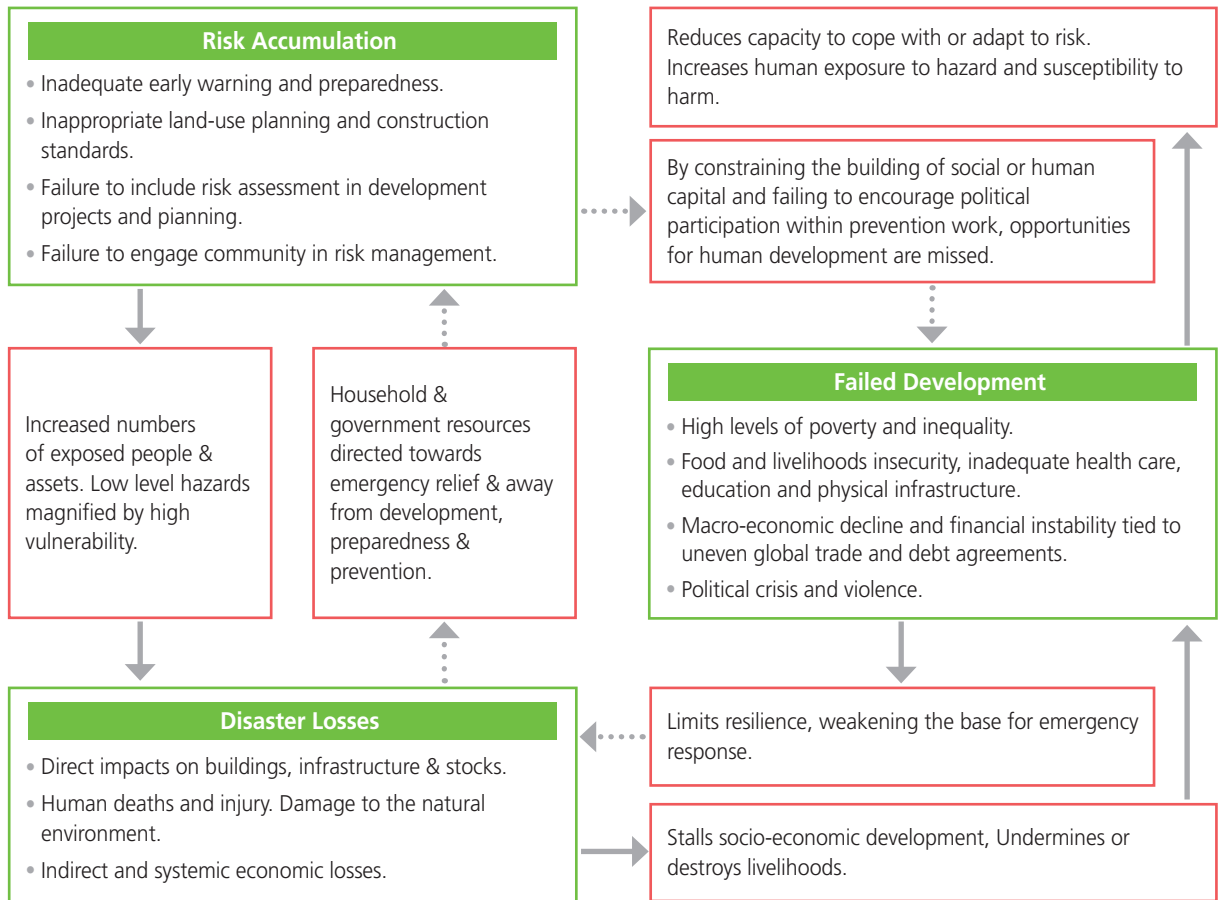 Risk Accumulation
• Inadequate early warning and preparedness.
• Inappropriate land-use planning and construction
standards.
• Failure to include risk assessment in development
projects and planning.
• Failure to engage community in risk management.
Reduces capacity to cope with or adapt to risk.
Increases human exposure to hazard and susceptibility to
harm.
By constraining the building of social or human
capital and failing to encourage political
participation within prevention work, opportunities
for human development are missed.
Increased numbers
of exposed people &
assets. Low level hazards
magnified by high
vulnerability.
Household &
government resources
directed towards
emergency relief & away
from development,
preparedness &
prevention.
Failed Development
• High levels of poverty and inequality.
• Food and livelihoods insecurity, inadequate health care,
education and physical infrastructure.
• Macro-economic decline and financial instability tied to
uneven global trade and debt agreements.
• Political crisis and violence.
Disaster Losses
• Direct impacts on buildings, infrastructure & stocks.
• Human deaths and injury. Damage to the natural
environment.
• Indirect and systemic economic losses.
Limits resilience, weakening the base for emergency
response.
Stalls socio-economic development, Undermines or
destroys livelihoods.